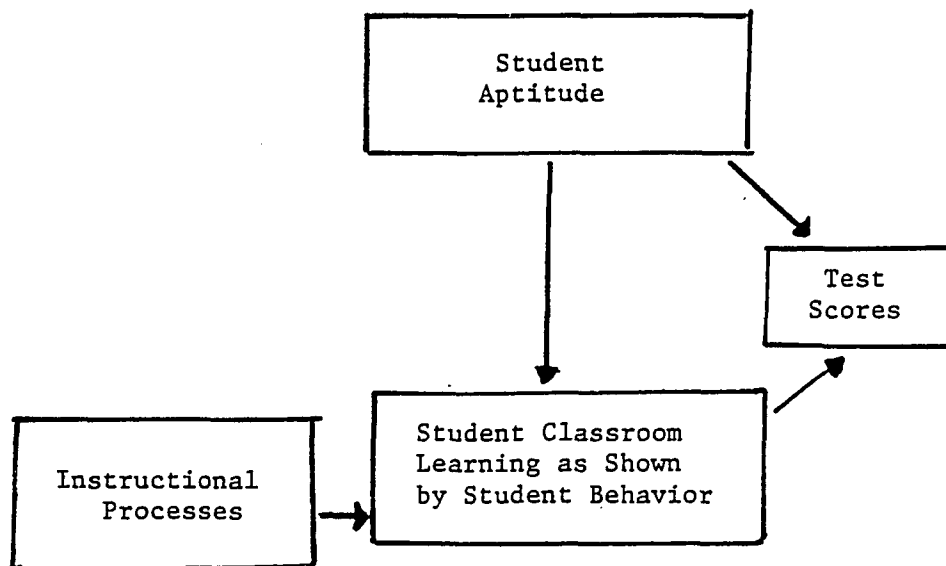 Student
Aptitude
Test
Scores
Student Classroom
Learning as Shown
by Student Behavior
Instructional
Processes